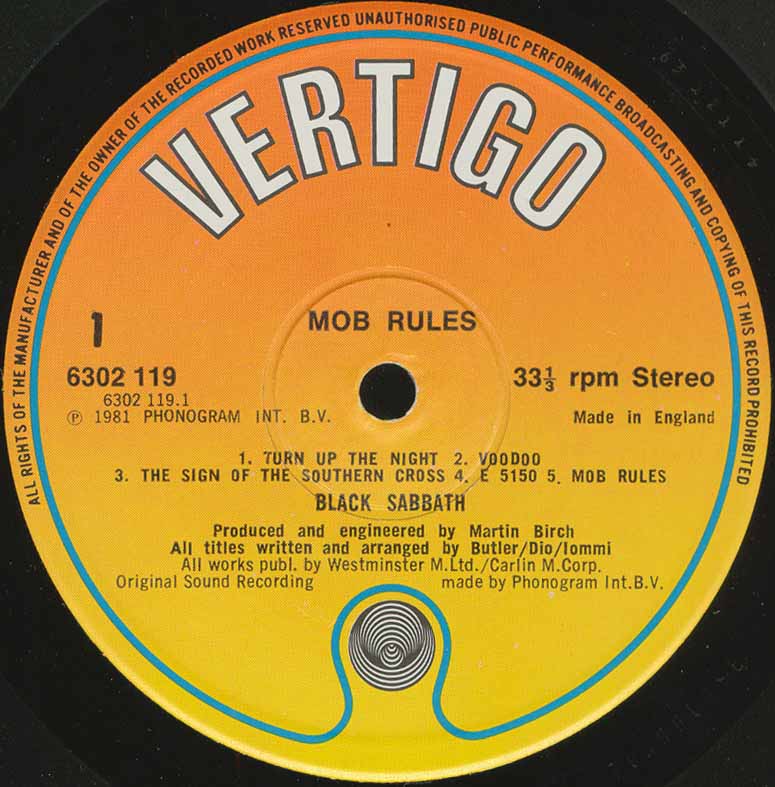 ALL RIGHTS OF THE MANUFACTURER AND OF THE OWNER OF THE RECORDED WORK RESERVED UNAUTHORISED PUBLIC PERFORMANCE BROADCASTING AND COPYING OF THIS RECORD PROHIBITED
VERTIGO
MOB RULES
1
6302 119
33⅓ rpm Stereo
6302 119.1
℗ 1981 PHONOGRAM INT. B.V.
Made in England
1. TURN UP THE NIGHT 2. VOODOO
3. THE SIGN OF THE SOUTHERN CROSS 4. E 5150 5. MOB RULES
BLACK SABBATH
Produced and engineered by Martin Birch
All titles written and arranged by Butler/Dio/Iommi
All works publ. by Westminster M.Ltd./Carlin M.Corp.
Original Sound Recording made by Phonogram Int.B.V.